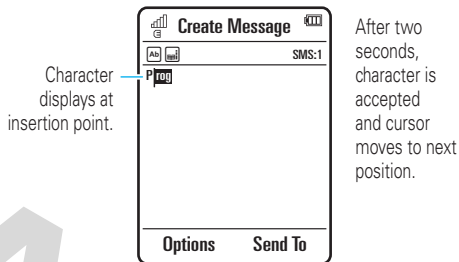 Create Message
Ab
SMS:1
Prog
Options
Send To
Character
displays at
insertion point.
After two
seconds,
character is
accepted
and cursor
moves to next
position.